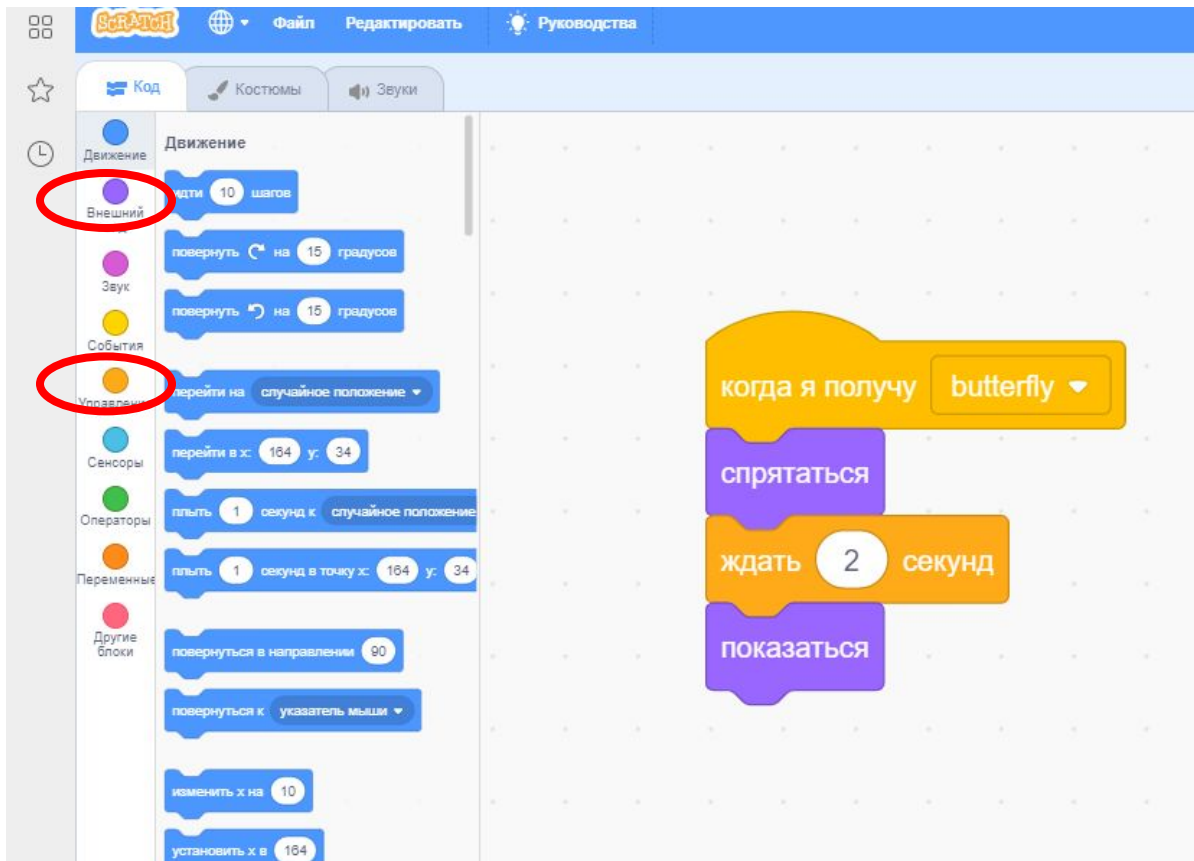 SCRATCH Файл Редактировать Руководства
Код Костюмы Звуки
Движение
Внешний
Звук
События
Управление
Сенсоры
Операторы
Переменные
Другие
блоки
Движение
идти 10 шагов
повернуть на 15 градусов
повернуть на 15 градусов
перейти на случайное положение
перейти в x: 164 y: 34
плыть 1 секунд к случайное положение
плыть 1 секунд в точку x: 164 y: 34
повернуться в направлении 90
повернуться к указатель мыши
изменить x на 10
установить x в 164
когда я получу butterfly
спрятаться
ждать 2 секунд
показаться